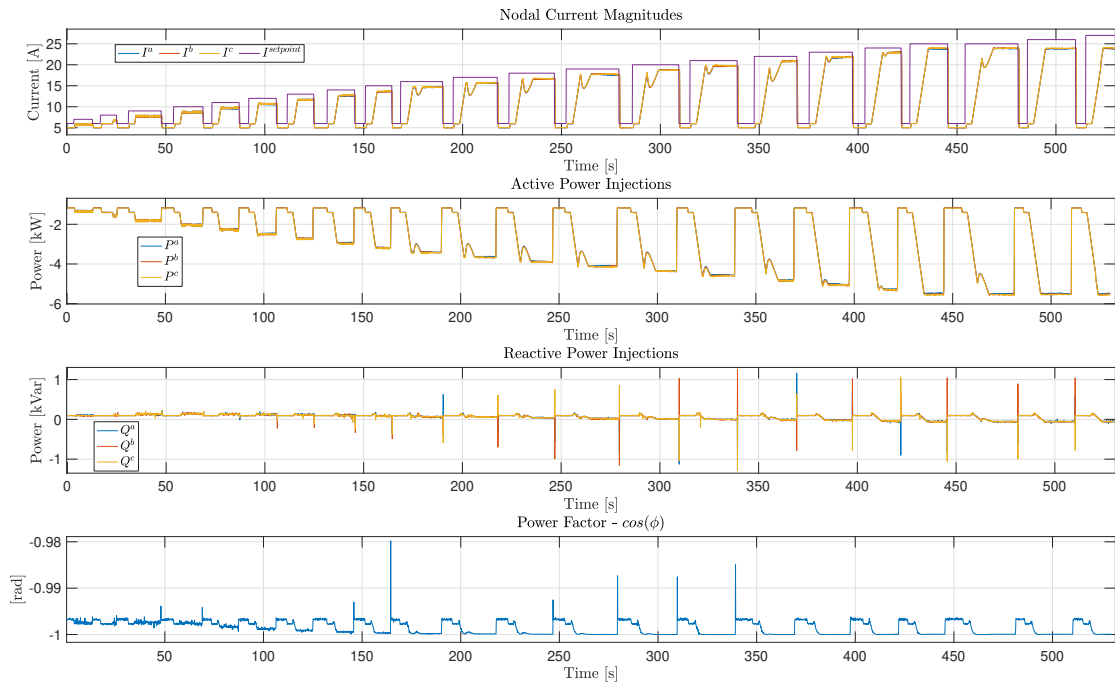 Nodal Current Magnitudes
Current [A]
25
20
15
10
5
I^a I^b I^c I^setpoint
0 50 100 150 200 250 300 350 400 450 500
Time [s]
Active Power Injections
Power [kW]
-2
-4
-6
P^a
P^b
P^c
0 50 100 150 200 250 300 350 400 450 500
Time [s]
Reactive Power Injections
Power [kVar]
1
0
-1
Q^a
Q^b
Q^c
0 50 100 150 200 250 300 350 400 450 500
Time [s]
Power Factor - cos(ϕ)
[rad]
-0.98
-0.99
-1
0 50 100 150 200 250 300 350 400 450 500
Time [s]